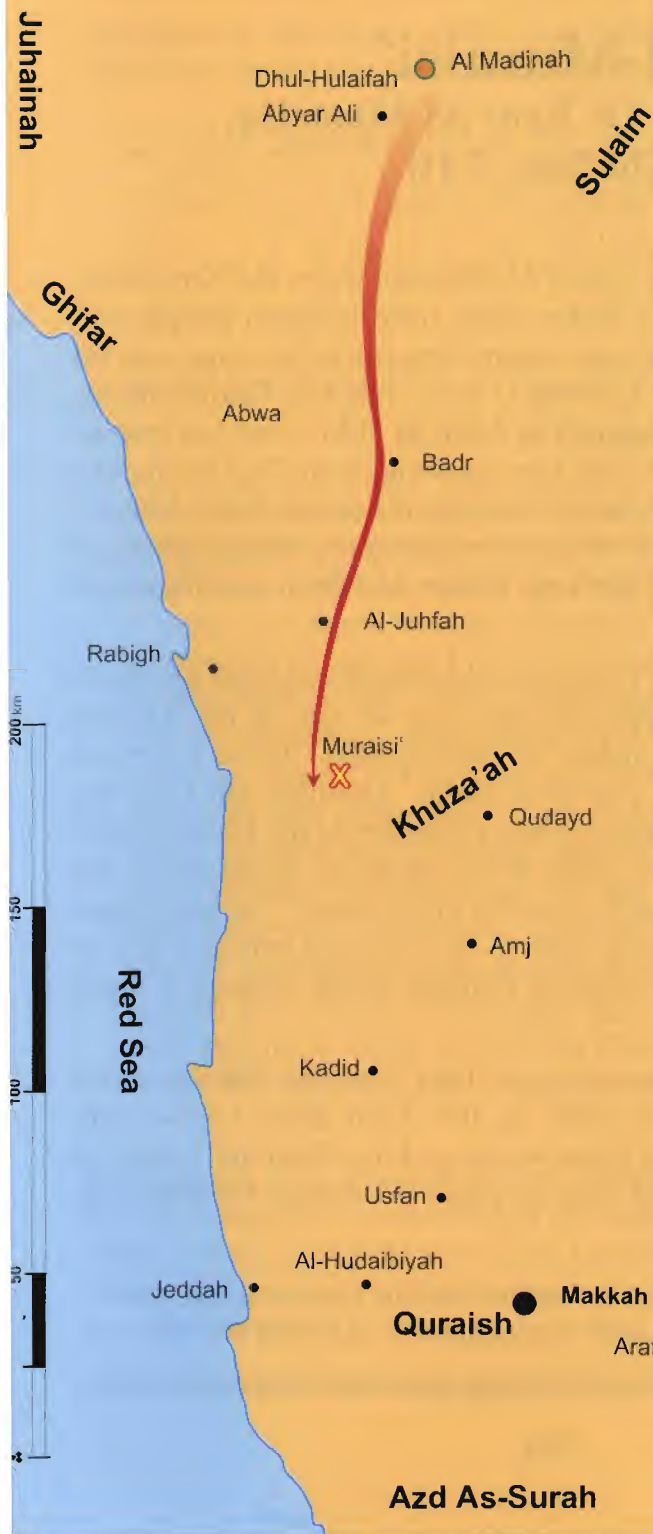 Juhainah
Al Madinah
Dhul-Hulaifah
Abyar Ali
Sulaim
Ghifar
Abwa
Badr
Al-Juhfah
Rabigh
200 km
Muraisi‘
Khuza’ah
Qudayd
150
Amj
Red Sea
Kadid
100
Usfan
Al-Hudaibiyah
50
Jeddah
Makkah
Quraish
Azd As-Surah